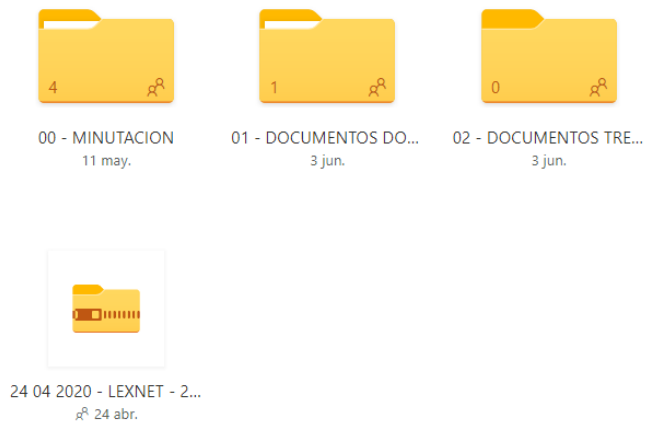 4
1
0
00 - MINUTACION
01 - DOCUMENTOS DO...
02 - DOCUMENTOS TRE...
11 may.
3 jun.
3 jun.
24 04 2020 - LEXNET - 2...
24 abr.